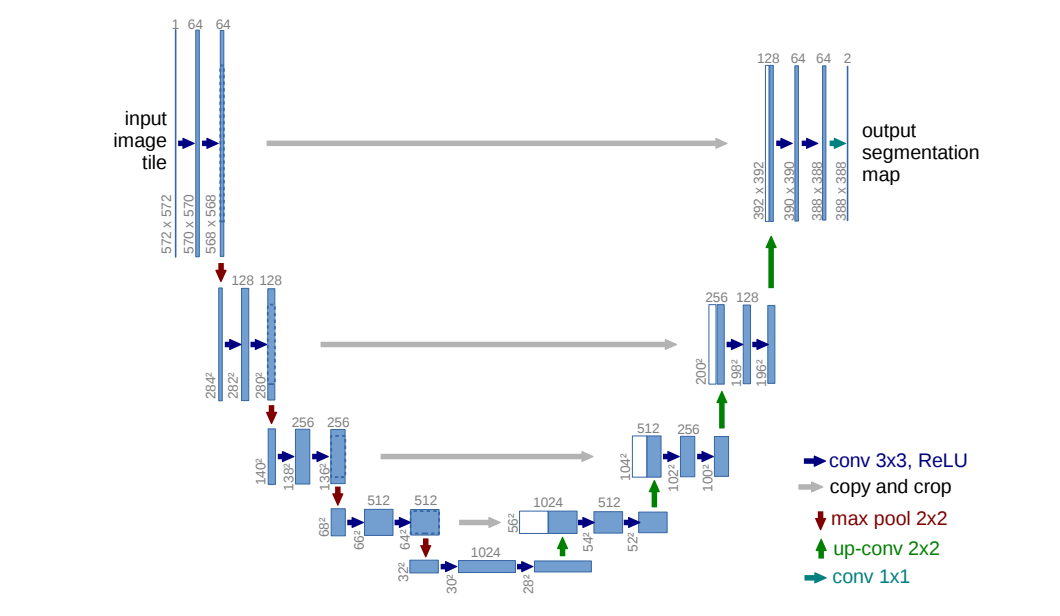 1 64 64
128 64 64 2
input
image
tile
output
segmentation
map
572 x 572
570 x 570
568 x 568
392 x 392
390 x 390
388 x 388
388 x 388
128 128
256 128
284²
282²
280²
200²
198²
196²
256 256
512 256
140²
138²
136²
104²
102²
100²
512 512
1024 512
68²
66²
64²
56²
54²
52²
1024
32²
30²
28²
conv 3x3, ReLU
copy and crop
max pool 2x2
up-conv 2x2
conv 1x1